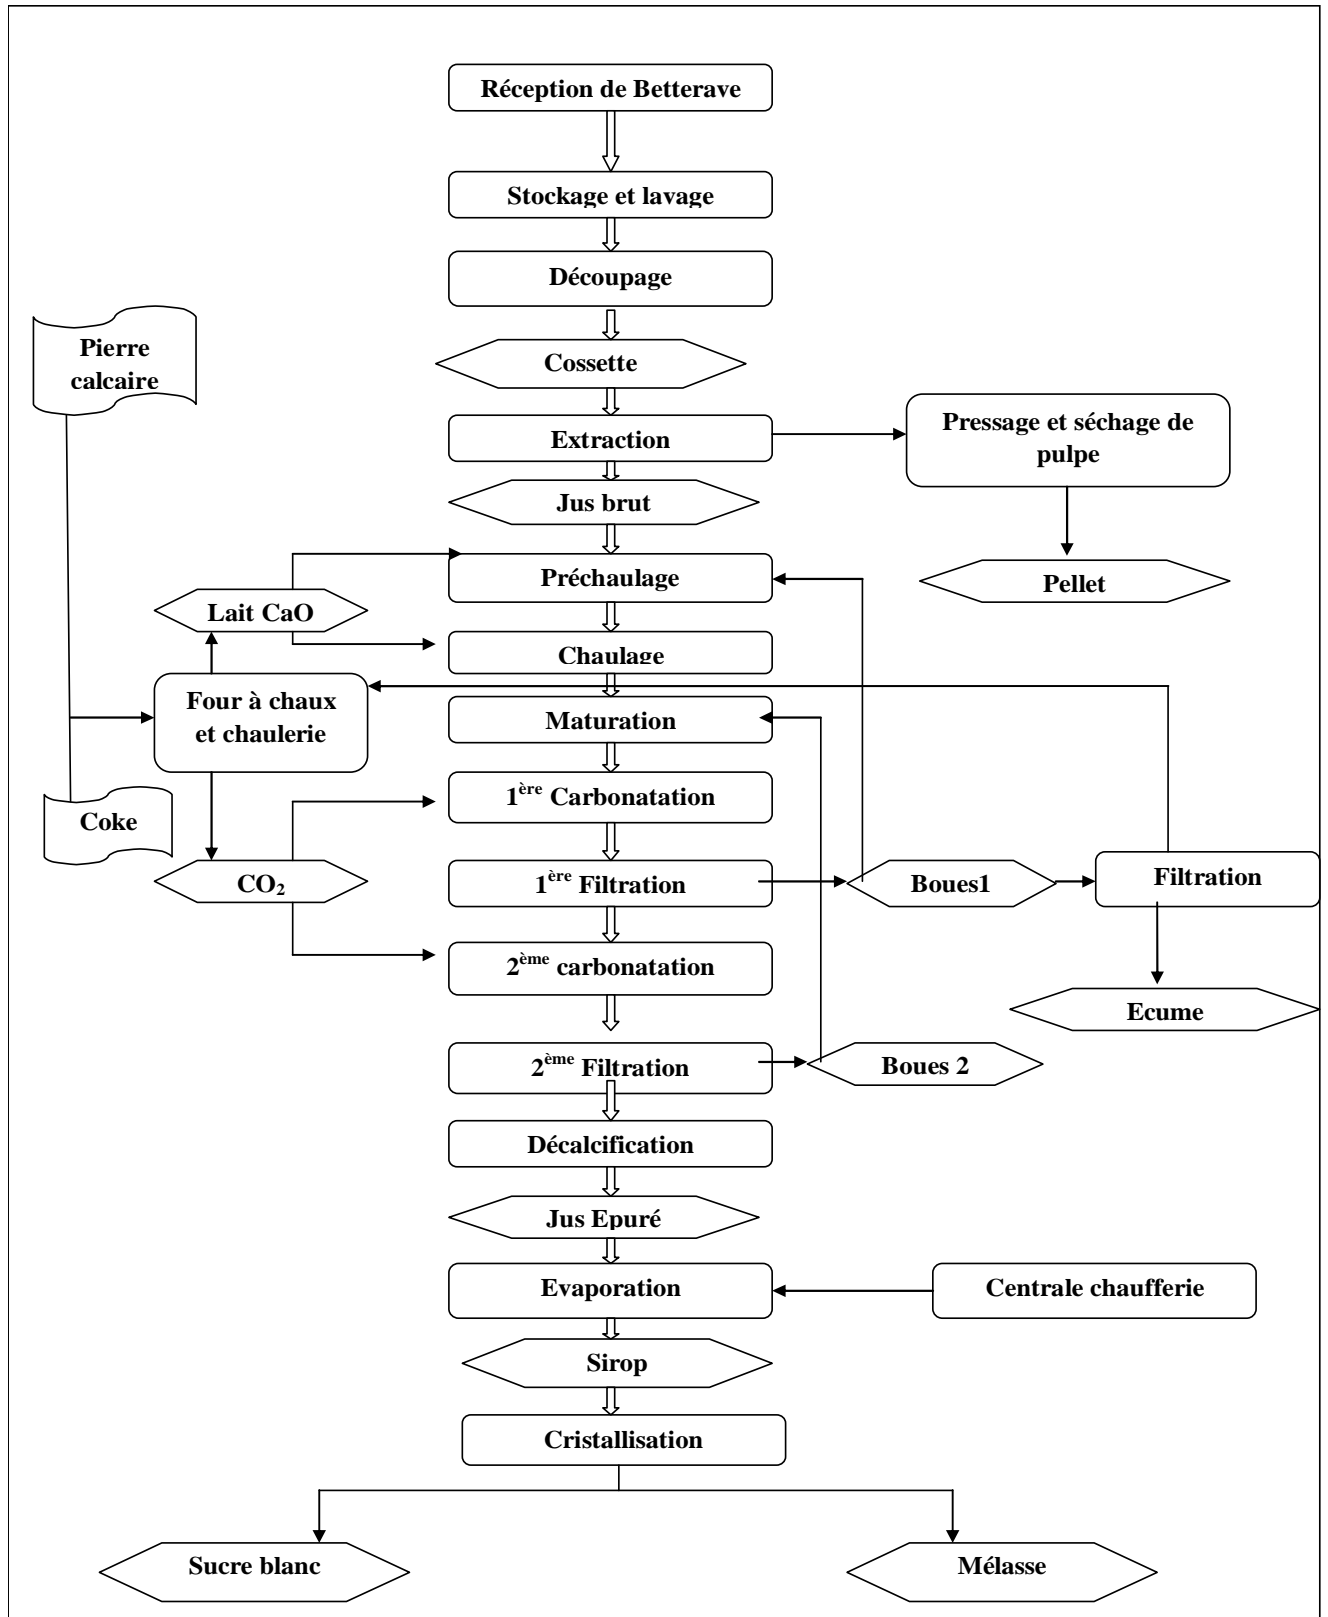 Réception de Betterave
Stockage et lavage
Découpage
Pierre
calcaire
Cossette
Extraction
Pressage et séchage de
pulpe
Jus brut
Préchaulage
Pellet
Lait CaO
Chaulage
Four à chaux
et chaulerie
Maturation
1ère Carbonatation
Coke
CO2
1ère Filtration
Boues1
Filtration
2ème carbonatation
Ecume
2ème Filtration
Boues 2
Décalcification
Jus Epuré
Evaporation
Centrale chaufferie
Sirop
Cristallisation
Sucre blanc
Mélasse